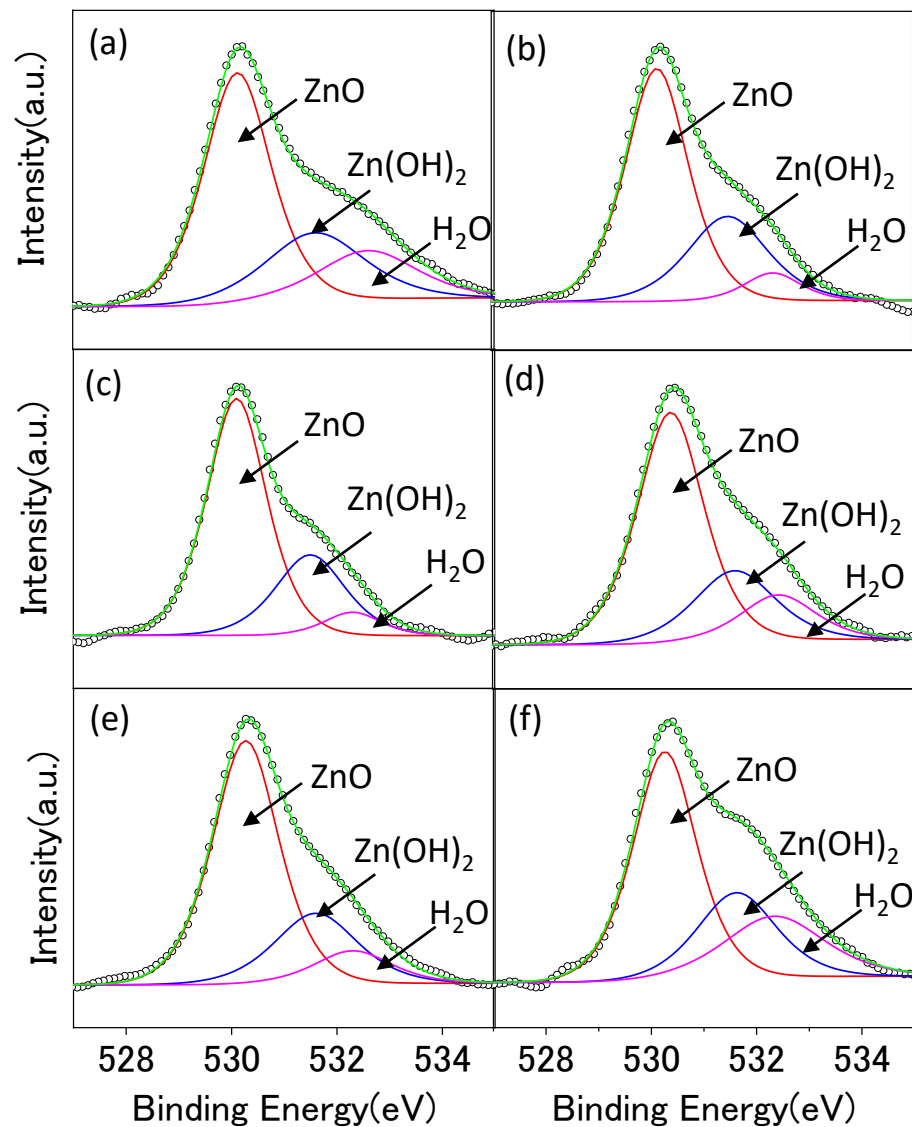 (a)
ZnO
Zn(OH)2
H2O
Intensity(a.u.)
(b)
ZnO
Zn(OH)2
H2O
(c)
ZnO
Zn(OH)2
H2O
Intensity(a.u.)
(d)
ZnO
Zn(OH)2
H2O
(e)
ZnO
Zn(OH)2
H2O
Intensity(a.u.)
(f)
ZnO
Zn(OH)2
H2O
528 530 532 534
528 530 532 534
Binding Energy(eV)
Binding Energy(eV)